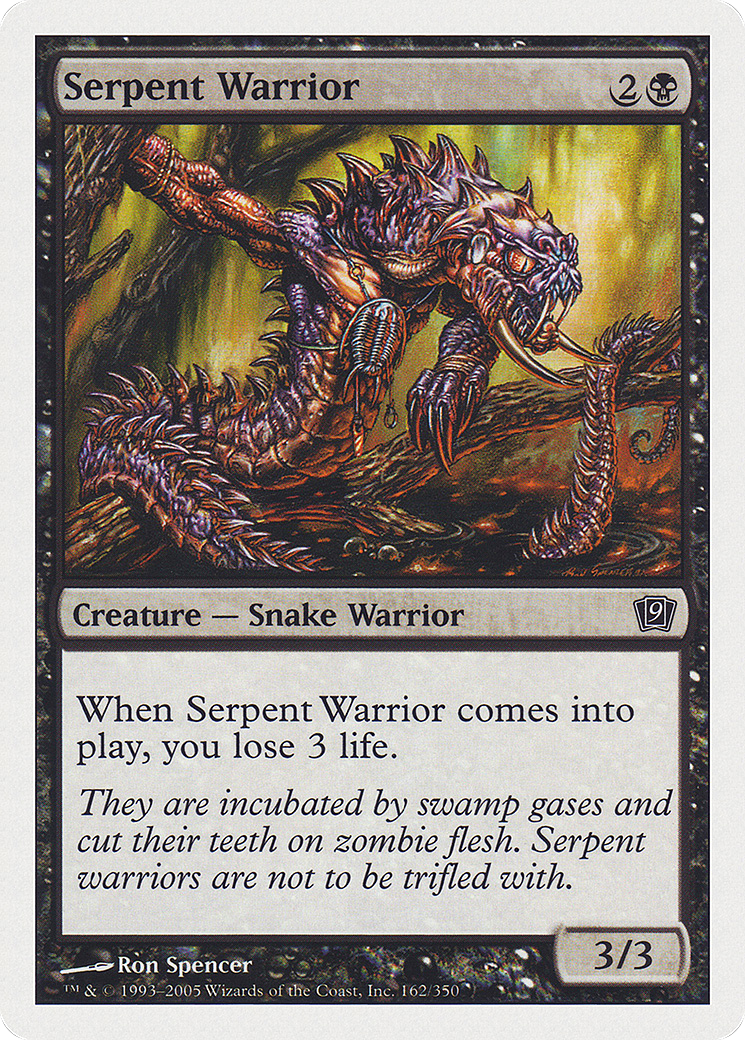 Serpent Warrior 2
Creature — Snake Warrior 9
When Serpent Warrior comes into
play, you lose 3 life.
They are incubated by swamp gases and
cut their teeth on zombie flesh. Serpent
warriors are not to be trifled with.
3/3
Ron Spencer
™ & © 1993–2005 Wizards of the Coast, Inc. 162/350